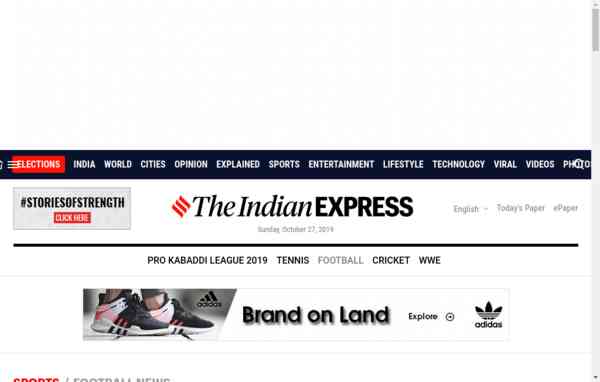 ELECTIONS INDIA WORLD CITIES OPINION EXPLAINED SPORTS ENTERTAINMENT LIFESTYLE TECHNOLOGY VIRAL VIDEOS PHOTOS
#STORIESOFSTRENGTH
CLICK HERE
The Indian EXPRESS
English
Today's Paper
ePaper
Sunday, October 27, 2019
PRO KABADDI LEAGUE 2019 TENNIS FOOTBALL CRICKET WWE
adidas
Brand on Land
Explore
adidas
SPORTS / FOOTBALL NEWS